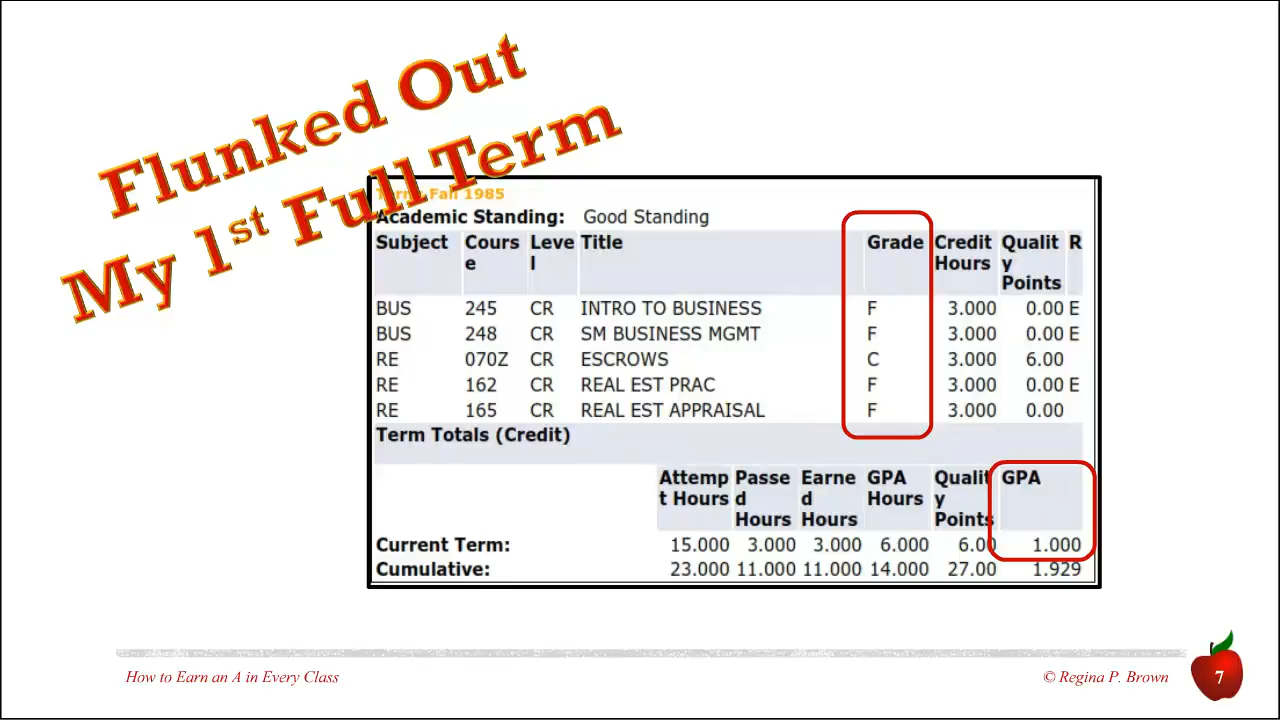 Flunked Out
My 1st Full Term
Term: Fall 1985
Academic Standing: Good Standing
Subject Cours Leve Title Grade Credit Qualit R
e l Hours y
Points
BUS 245 CR INTRO TO BUSINESS F 3.000 0.00 E
BUS 248 CR SM BUSINESS MGMT F 3.000 0.00 E
RE 070Z CR ESCROWS C 3.000 6.00
RE 162 CR REAL EST PRAC F 3.000 0.00 E
RE 165 CR REAL EST APPRAISAL F 3.000 0.00
Term Totals (Credit)
Attemp Passe Earne GPA Qualit GPA
t Hours d d Hours y
Hours Hours Points
Current Term: 15.000 3.000 3.000 6.000 6.00 1.000
Cumulative: 23.000 11.000 11.000 14.000 27.00 1.929
How to Earn an A in Every Class © Regina P. Brown 7